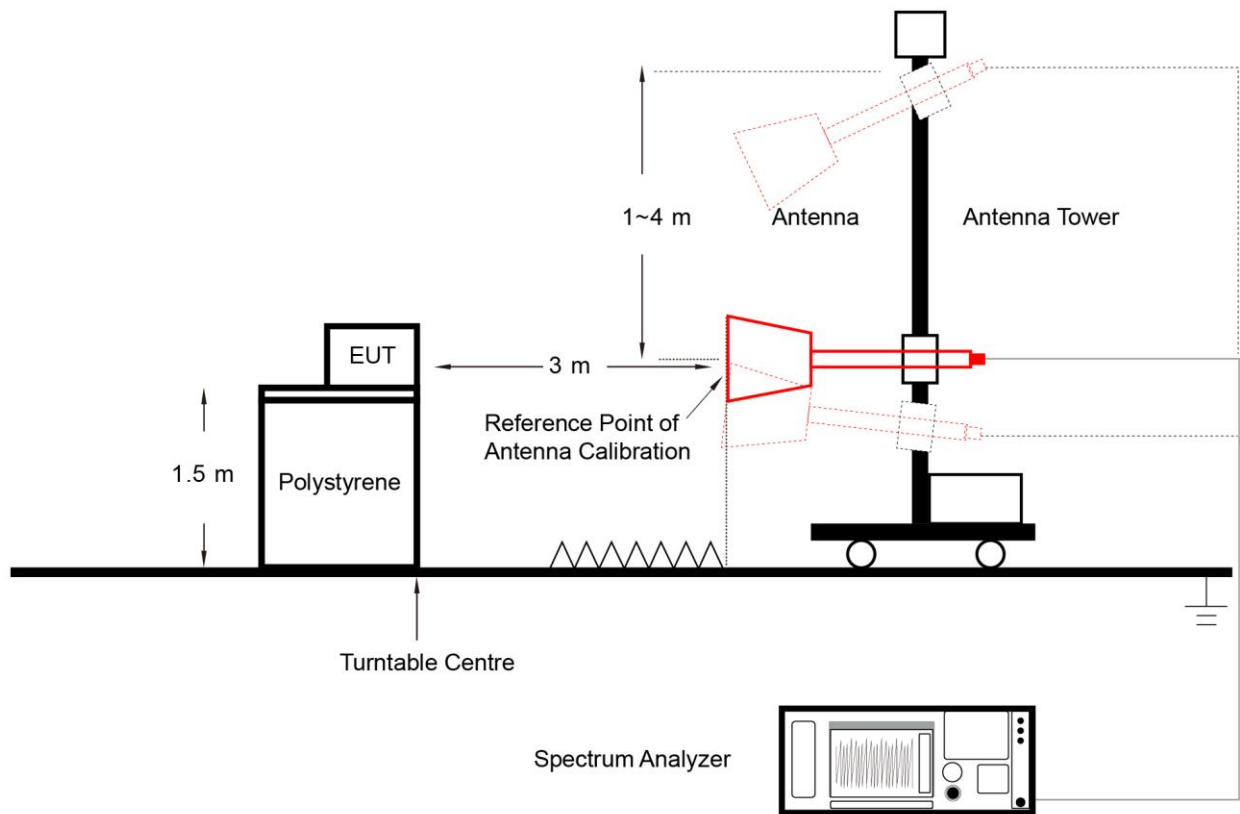 1~4 m
Antenna
Antenna Tower
EUT
3 m
Reference Point of
Antenna Calibration
1.5 m
Polystyrene
Turntable Centre
Spectrum Analyzer